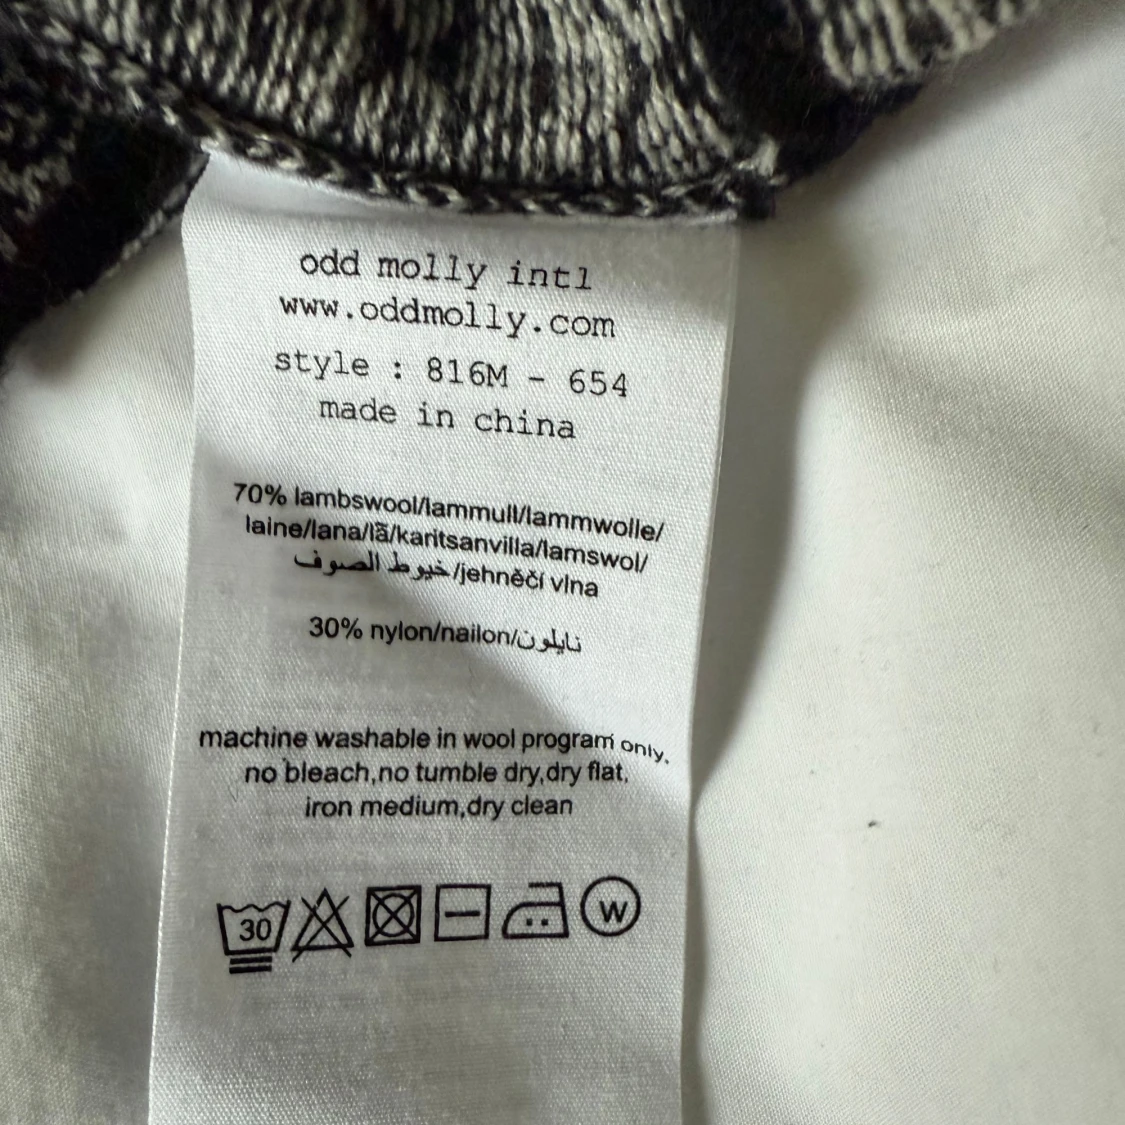 odd molly intl
www.oddmolly.com
style : 816M - 654
made in china
70% lambswool/lammull/lammwolle/
laine/lana/lã/karitsanvilla/lamswol/
خيوط الصوف/jehněčí vlna
30% nylon/nailon/نايلون
machine washable in wool program only,
no bleach,no tumble dry,dry flat,
iron medium,dry clean
30 W